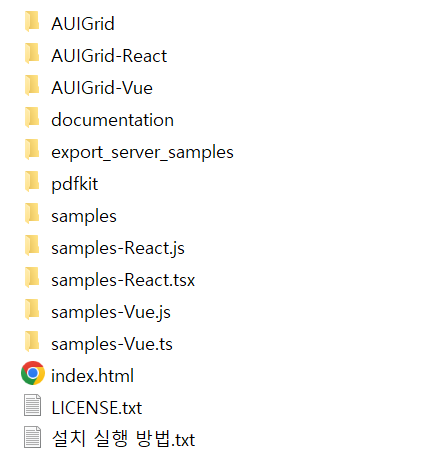 AUIGrid
AUIGrid-React
AUIGrid-Vue
documentation
export_server_samples
pdfkit
samples
samples-React.js
samples-React.tsx
samples-Vue.js
samples-Vue.ts
index.html
LICENSE.txt
설치 실행 방법.txt